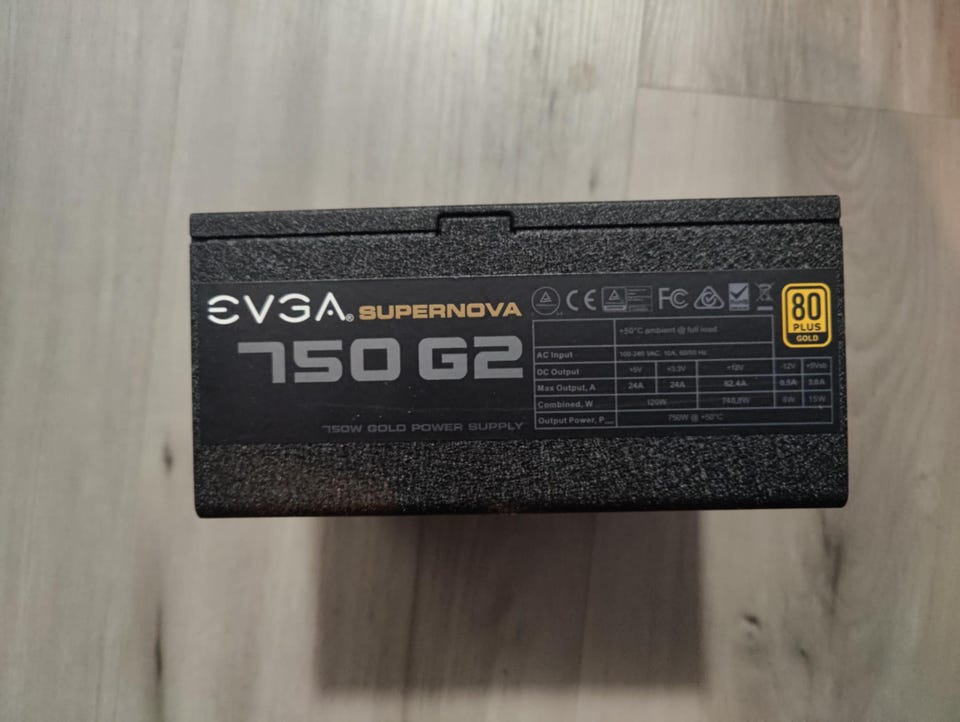 EVGA® SUPERNOVA
750 G2
750W GOLD POWER SUPPLY
CE FC
80 PLUS GOLD
+50°C ambient @ full load
AC Input 100-240 VAC, 10A, 60/50 Hz
DC Output +5V +3.3V +12V -12V +5Vsb
Max Output, A 24A 24A 62.4A 0.5A 3.0A
Combined, W 120W 748.8W 6W 15W
Output Power, P 750W @ +50°C